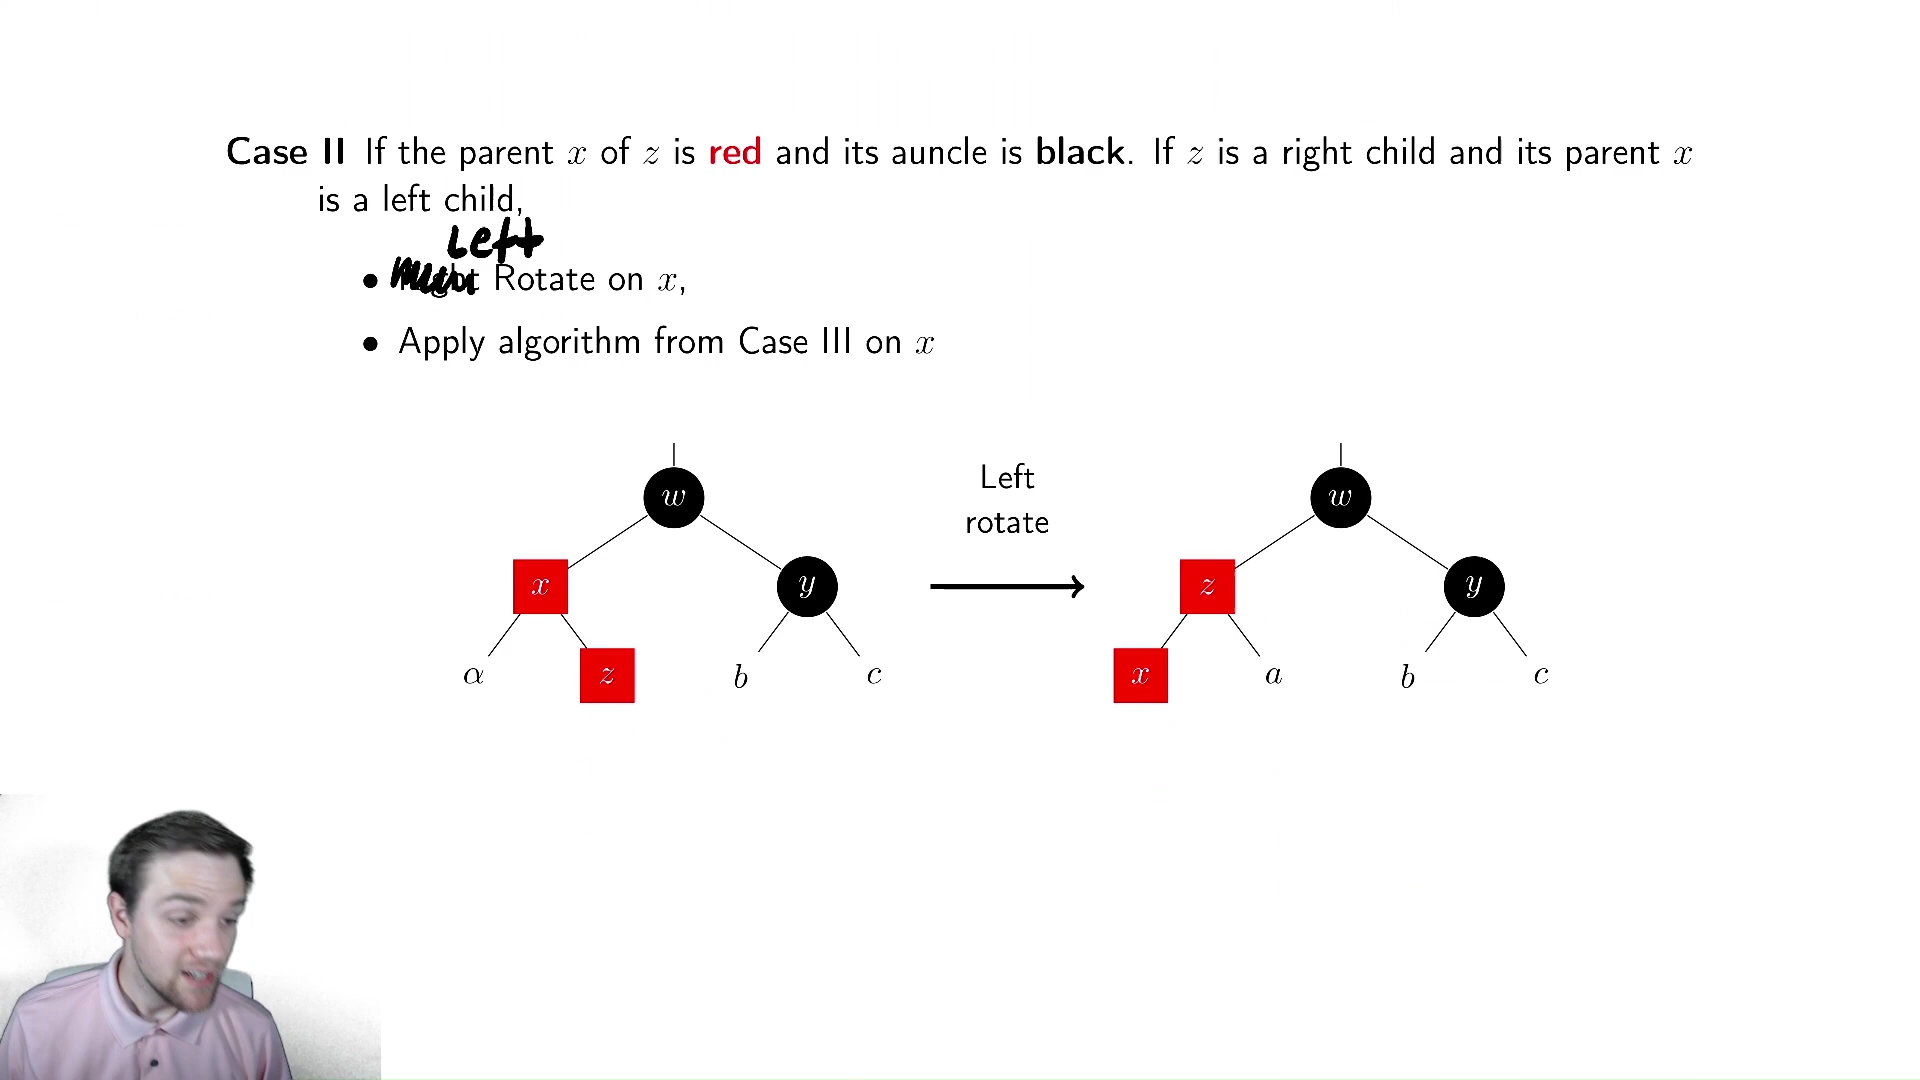 Case II If the parent x of z is red and its auncle is black. If z is a right child and its parent x
is a left child,
Left
• Rotate on x,
• Apply algorithm from Case III on x
w
x
y
α
z
b
c
Left
rotate
w
z
y
x
a
b
c